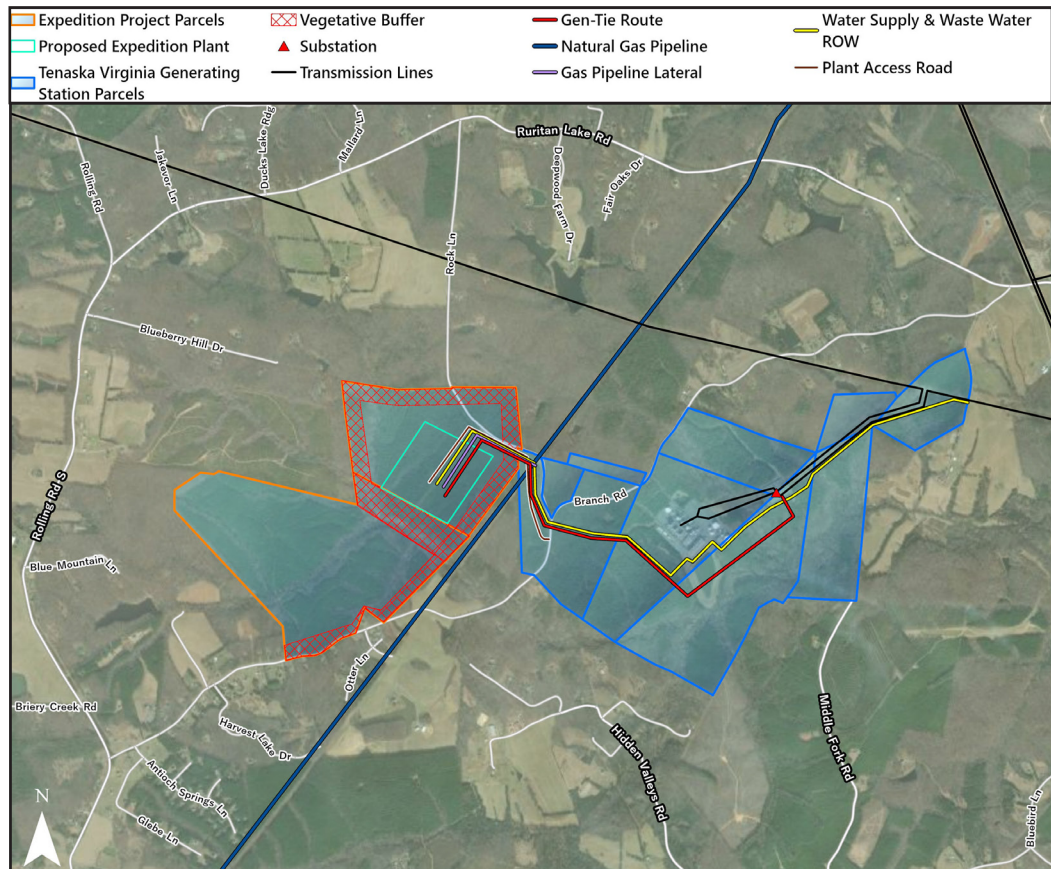 Expedition Project Parcels
Proposed Expedition Plant
Tenaska Virginia Generating
Station Parcels
Vegetative Buffer
Substation
Transmission Lines
Gen-Tie Route
Natural Gas Pipeline
Gas Pipeline Lateral
Water Supply & Waste Water
ROW
Plant Access Road
Ruritan Lake Rd
Rolling Rd
Jakevor Ln
Ducks Lake Rdg
Mallard Ln
Deepwood Farm Dr
Fair Oaks Dr
Rock Ln
Blueberry Hill Dr
Branch Rd
Rolling Rd S
Blue Mountain Ln
Otter Ln
Briery Creek Rd
Harvest Lake Dr
Antioch Springs Ln
Glebe Ln
Hidden Valleys Rd
Middle Fork Rd
Bluebird Ln
N